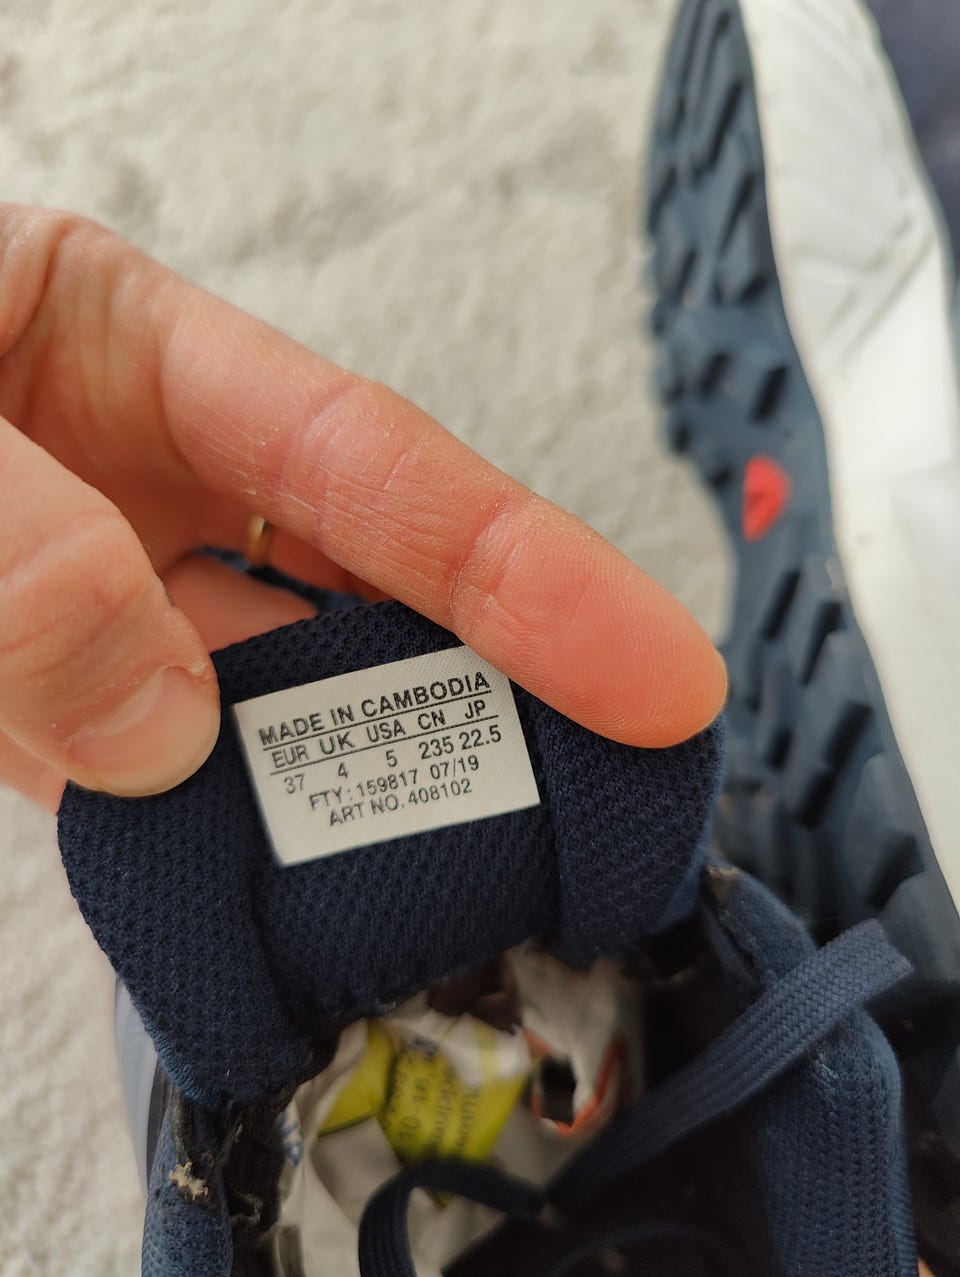 MADE IN CAMBODIA
EUR UK USA CN JP
37 4 5 235 22.5
FTY: 159817 07/19
ART NO. 408102